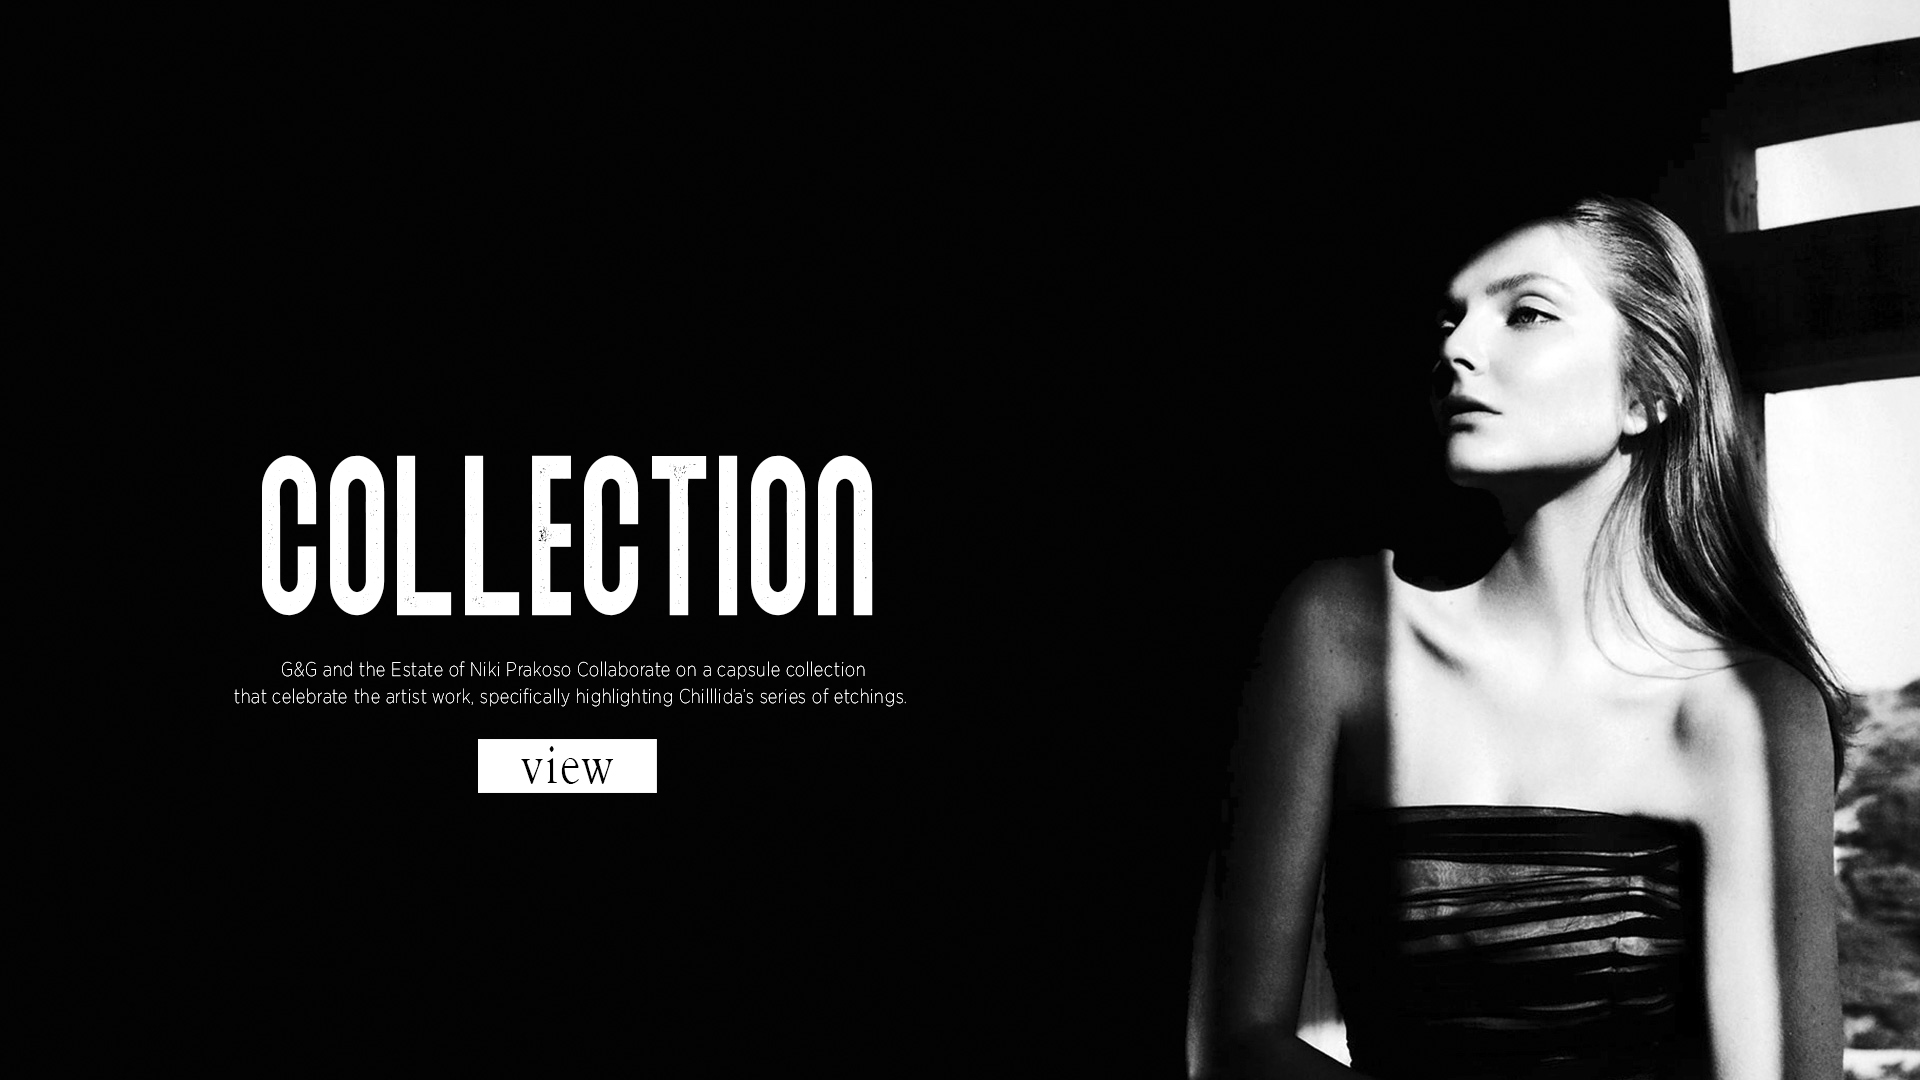 COLLECTION
G&G and the Estate of Niki Prakoso Collaborate on a capsule collection
that celebrate the artist work, specifically highlighting Chilllida's series of etchings.
view